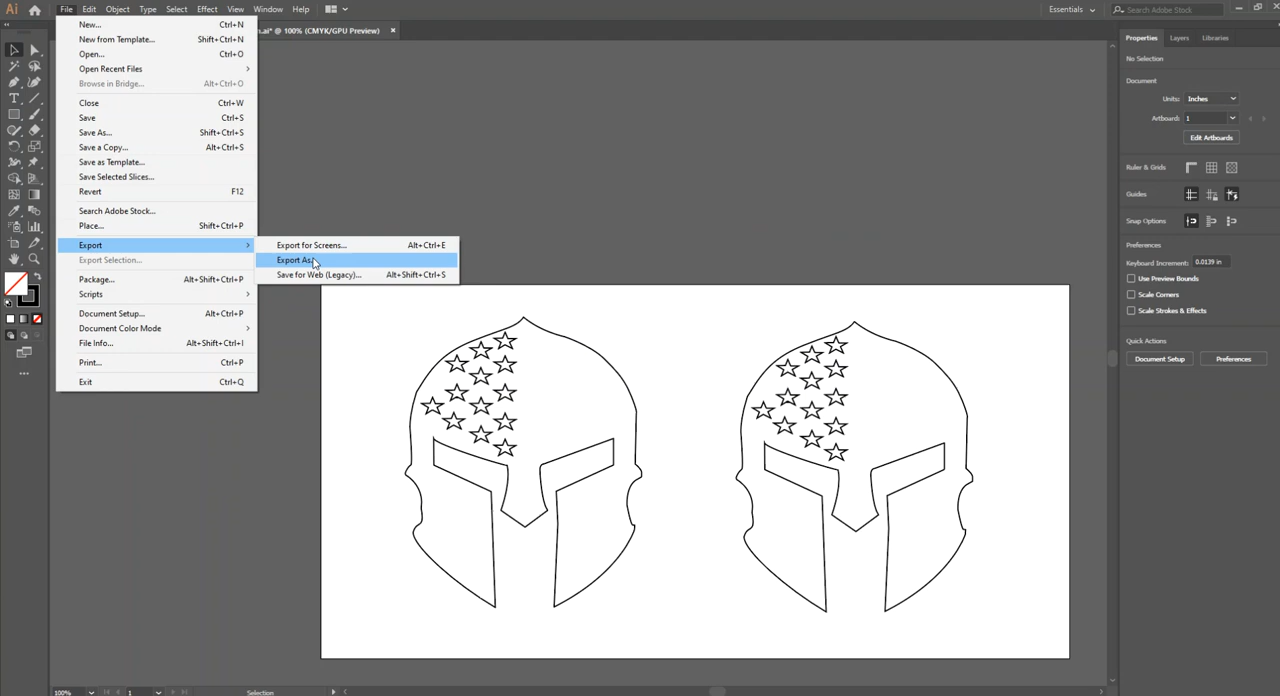 Ai File Edit Object Type Select Effect View Window Help Essentials Search Adobe Stock
n.ai* @ 100% (CMYK/GPU Preview) ×
New... Ctrl+N
New from Template... Shift+Ctrl+N
Open... Ctrl+O
Open Recent Files
Browse in Bridge... Alt+Ctrl+O
Close Ctrl+W
Save Ctrl+S
Save As... Shift+Ctrl+S
Save a Copy... Alt+Ctrl+S
Save as Template...
Save Selected Slices...
Revert F12
Search Adobe Stock...
Place... Shift+Ctrl+P
Export
Export Selection...
Package... Alt+Shift+Ctrl+P
Scripts
Document Setup... Alt+Ctrl+P
Document Color Mode
File Info... Alt+Shift+Ctrl+I
Print... Ctrl+P
Exit Ctrl+Q
Export for Screens... Alt+Ctrl+E
Export As...
Save for Web (Legacy)... Alt+Shift+Ctrl+S
Properties Layers Libraries
No Selection
Document
Units: Inches
Artboard: 1
Edit Artboards
Ruler & Grids
Guides
Snap Options
Preferences
Keyboard Increment: 0.0139 in
Use Preview Bounds
Scale Corners
Scale Strokes & Effects
Quick Actions
Document Setup Preferences
100% 1 Selection